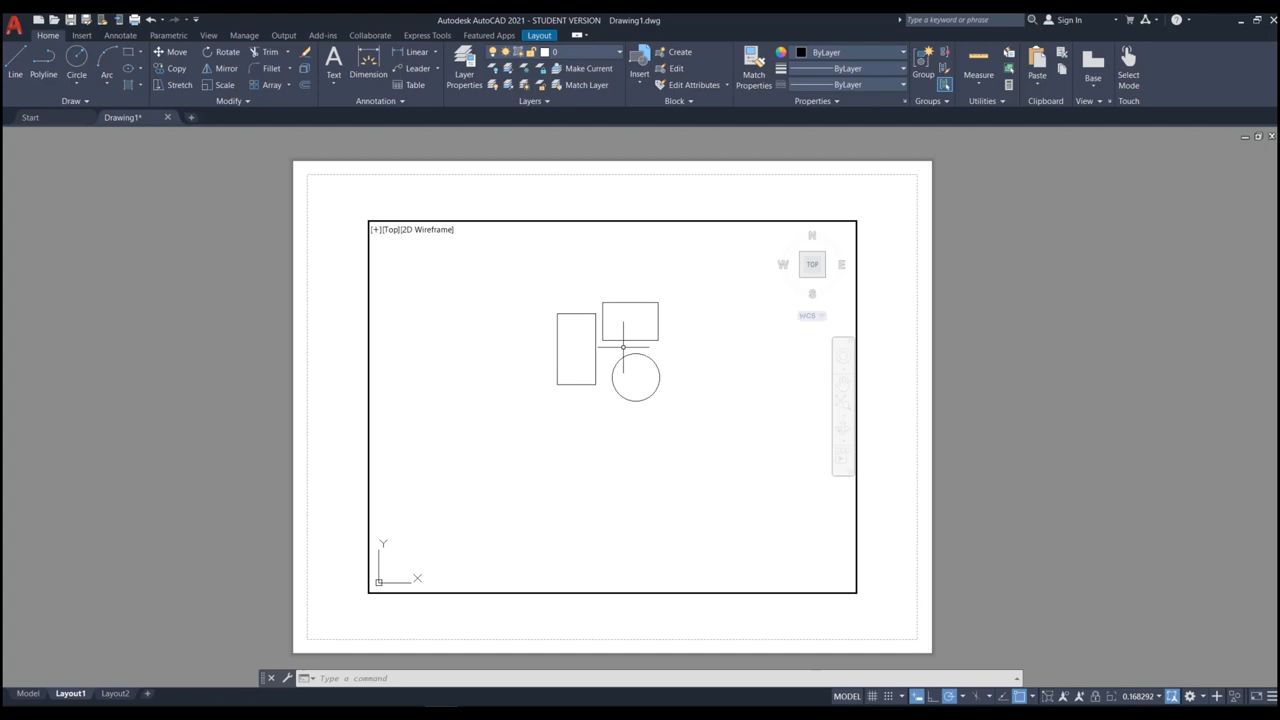 Autodesk AutoCAD 2021 - STUDENT VERSION Drawing1.dwg
Type a keyword or phrase
Sign In
Home Insert Annotate Parametric View Manage Output Add-ins Collaborate Express Tools Featured Apps Layout
Line Polyline Circle Arc
Move Rotate Trim
Copy Mirror Fillet
Stretch Scale Array
Text Dimension
Linear
Leader
Table
Layer
Properties
0
Make Current
Match Layer
Insert
Create
Edit
Edit Attributes
Match
Properties
ByLayer
ByLayer
ByLayer
Group
Measure
Paste
Base
Select
Mode
Draw Modify Annotation Layers Block Properties Groups Utilities Clipboard View Touch
Start Drawing1*
[+][Top][2D Wireframe]
N
W TOP E
S
WCS
Y
X
Type a command
Model Layout1 Layout2
MODEL
0.168292